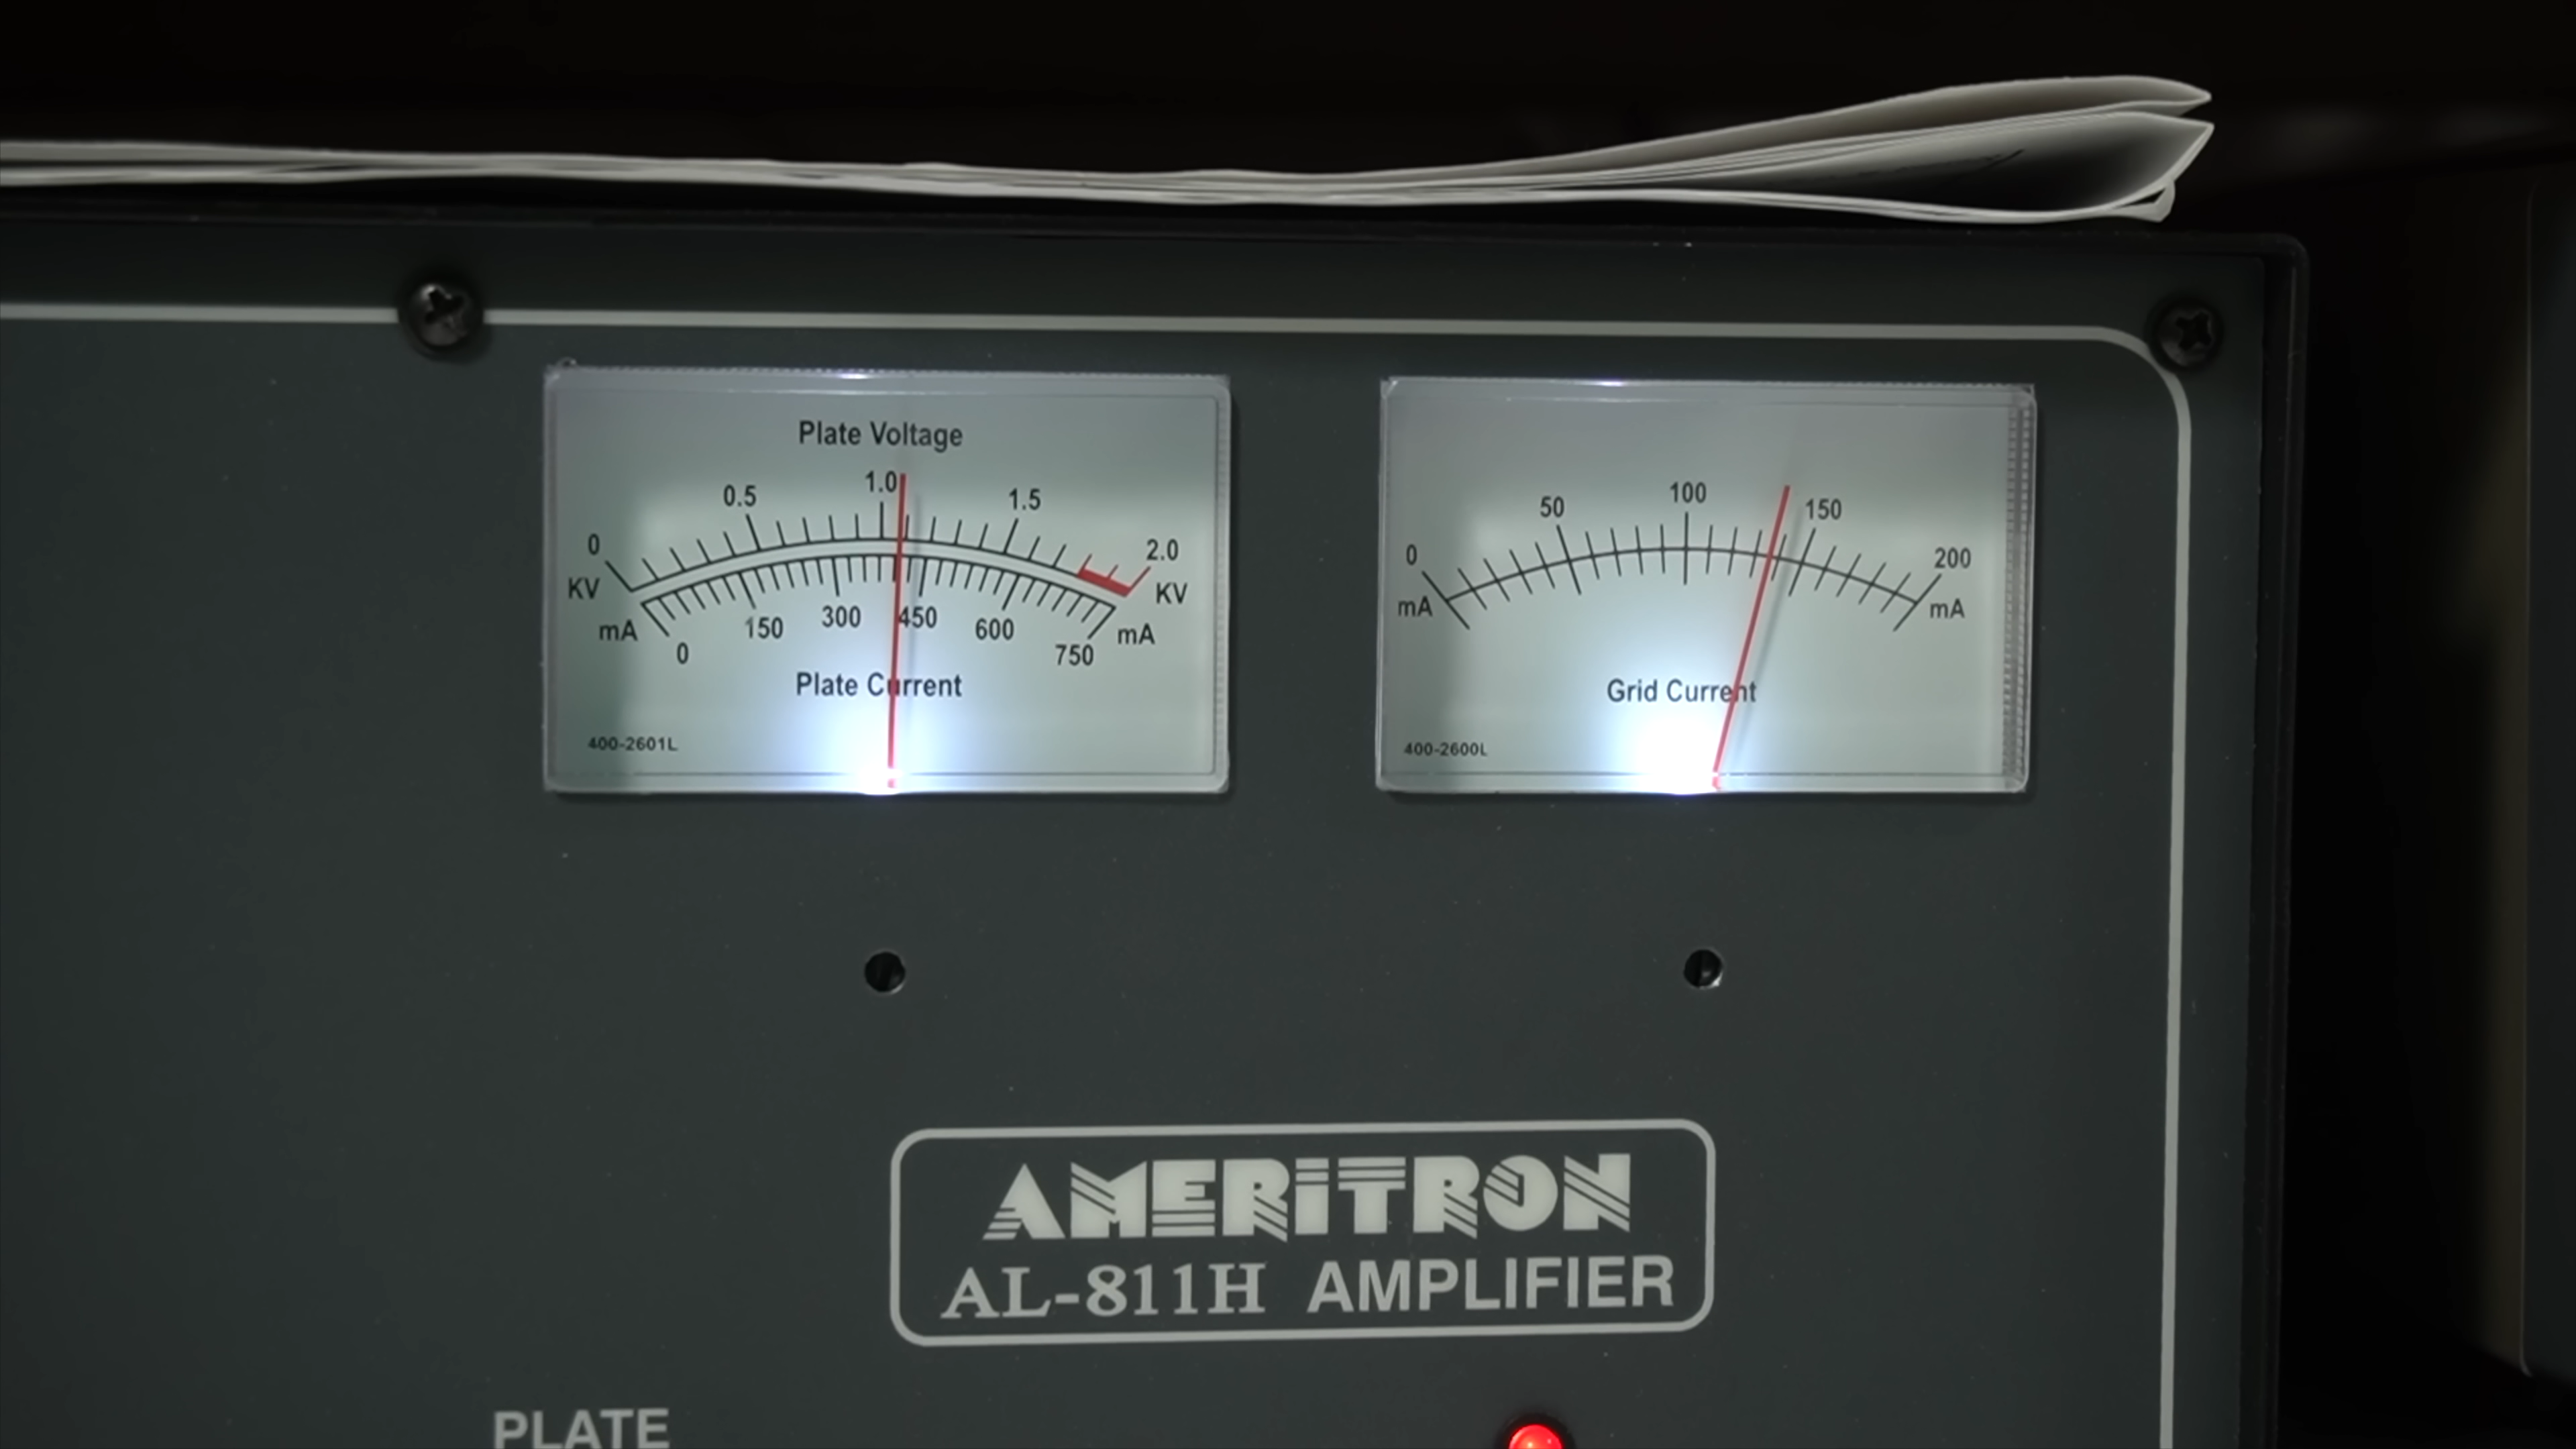 Plate Voltage
0 0.5 1.0 1.5 2.0
KV KV
mA 0 150 300 450 600 750 mA
Plate Current
400-2601L
0 50 100 150 200
mA mA
Grid Current
400-2600L
AMERITRON
AL-811H AMPLIFIER
PLATE